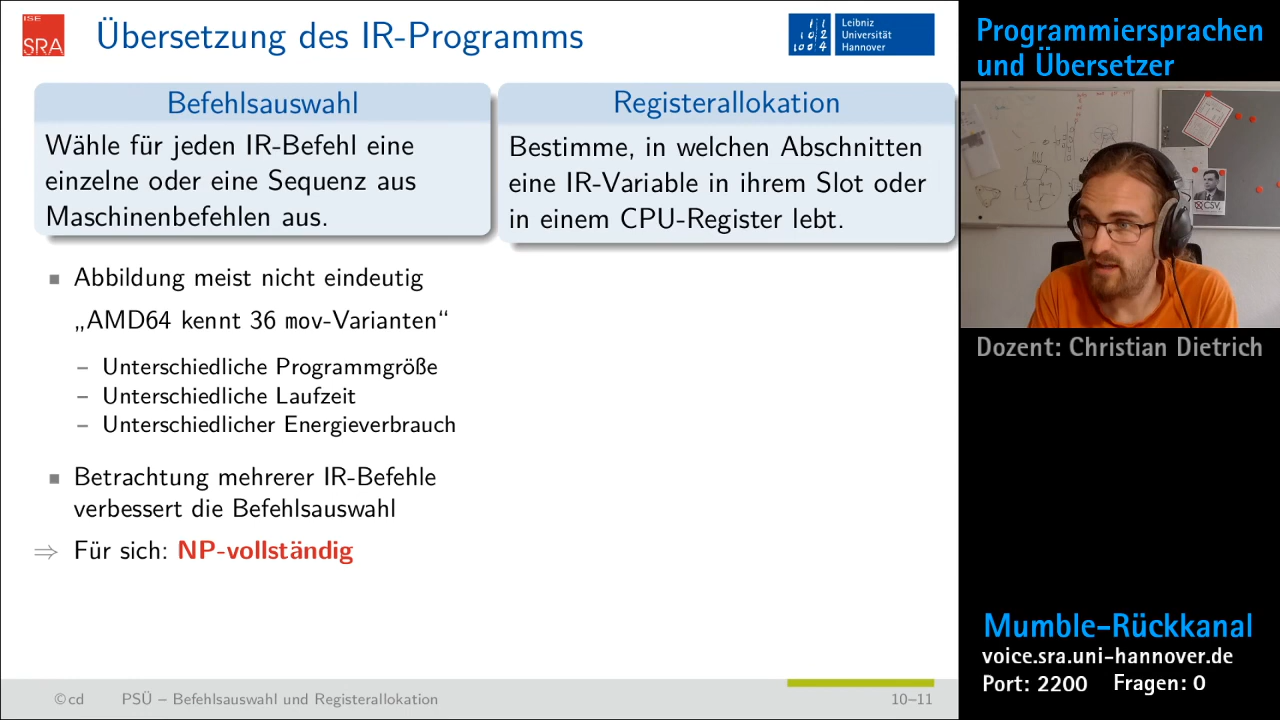 ISE
SRA
Übersetzung des IR-Programms
Leibniz
Universität
Hannover
Befehlsauswahl
Wähle für jeden IR-Befehl eine
einzelne oder eine Sequenz aus
Maschinenbefehlen aus.
Registerallokation
Bestimme, in welchen Abschnitten
eine IR-Variable in ihrem Slot oder
in einem CPU-Register lebt.
■ Abbildung meist nicht eindeutig
„AMD64 kennt 36 mov-Varianten“
– Unterschiedliche Programmgröße
– Unterschiedliche Laufzeit
– Unterschiedlicher Energieverbrauch
■ Betrachtung mehrerer IR-Befehle
verbessert die Befehlsauswahl
⇒ Für sich: NP-vollständig
©cd PSÜ – Befehlsauswahl und Registerallokation 10–11
Programmiersprachen
und Übersetzer
CSV
Dozent: Christian Dietrich
Mumble-Rückkanal
voice.sra.uni-hannover.de
Port: 2200 Fragen: 0